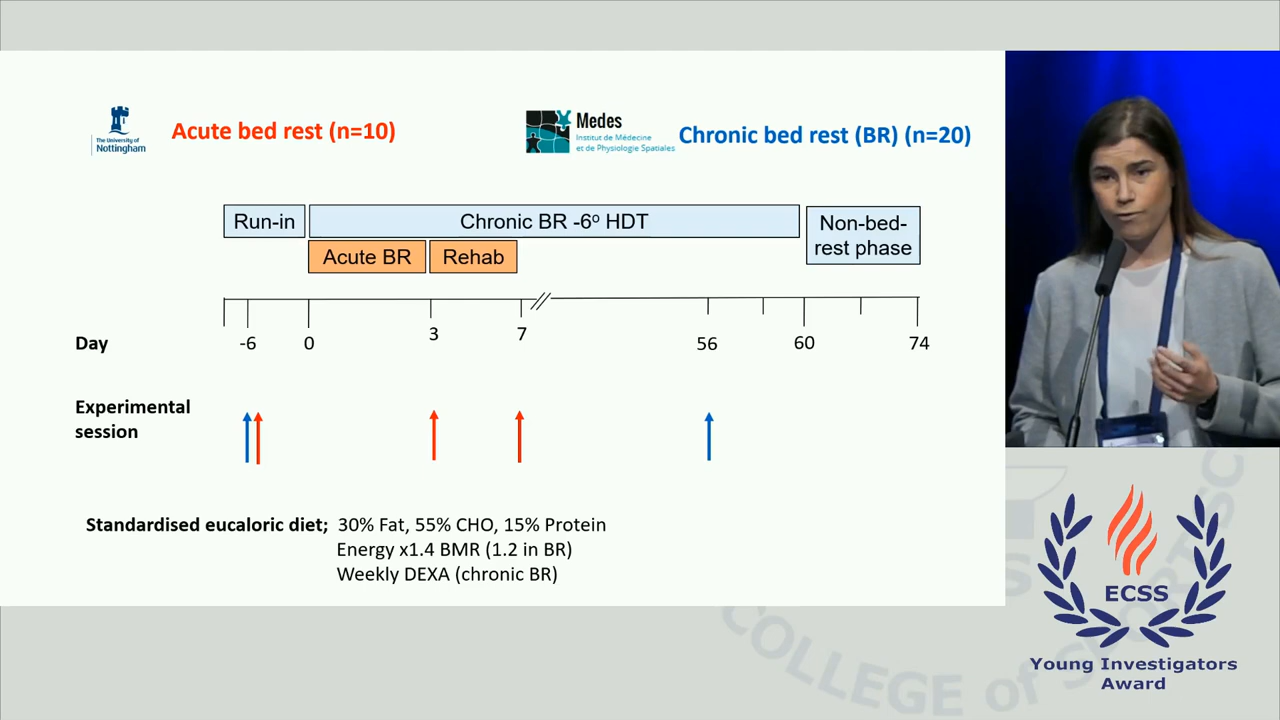 The University of
Nottingham
Acute bed rest (n=10)
Medes
Institut de Médecine
et de Physiologie Spatiales
Chronic bed rest (BR) (n=20)
Run-in
Chronic BR -6º HDT
Non-bed-
rest phase
Acute BR
Rehab
Day
-6
0
3
7
56
60
74
Experimental
session
Standardised eucaloric diet; 30% Fat, 55% CHO, 15% Protein
Energy x1.4 BMR (1.2 in BR)
Weekly DEXA (chronic BR)
ECSS
Young Investigators
Award
COLLEGE of